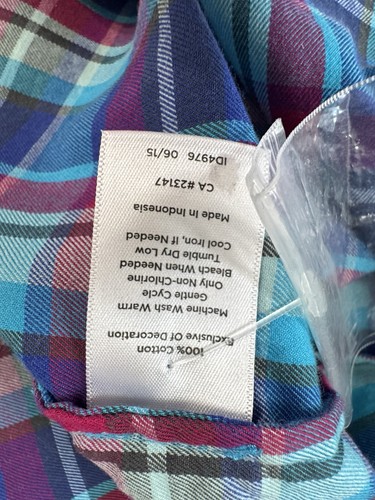 100% Cotton
Exclusive Of Decoration
Machine Wash Warm
Gentle Cycle
Only Non-Chlorine
Bleach When Needed
Tumble Dry Low
Cool Iron, If Needed
Made in Indonesia
CA #23147
ID4976 06/15